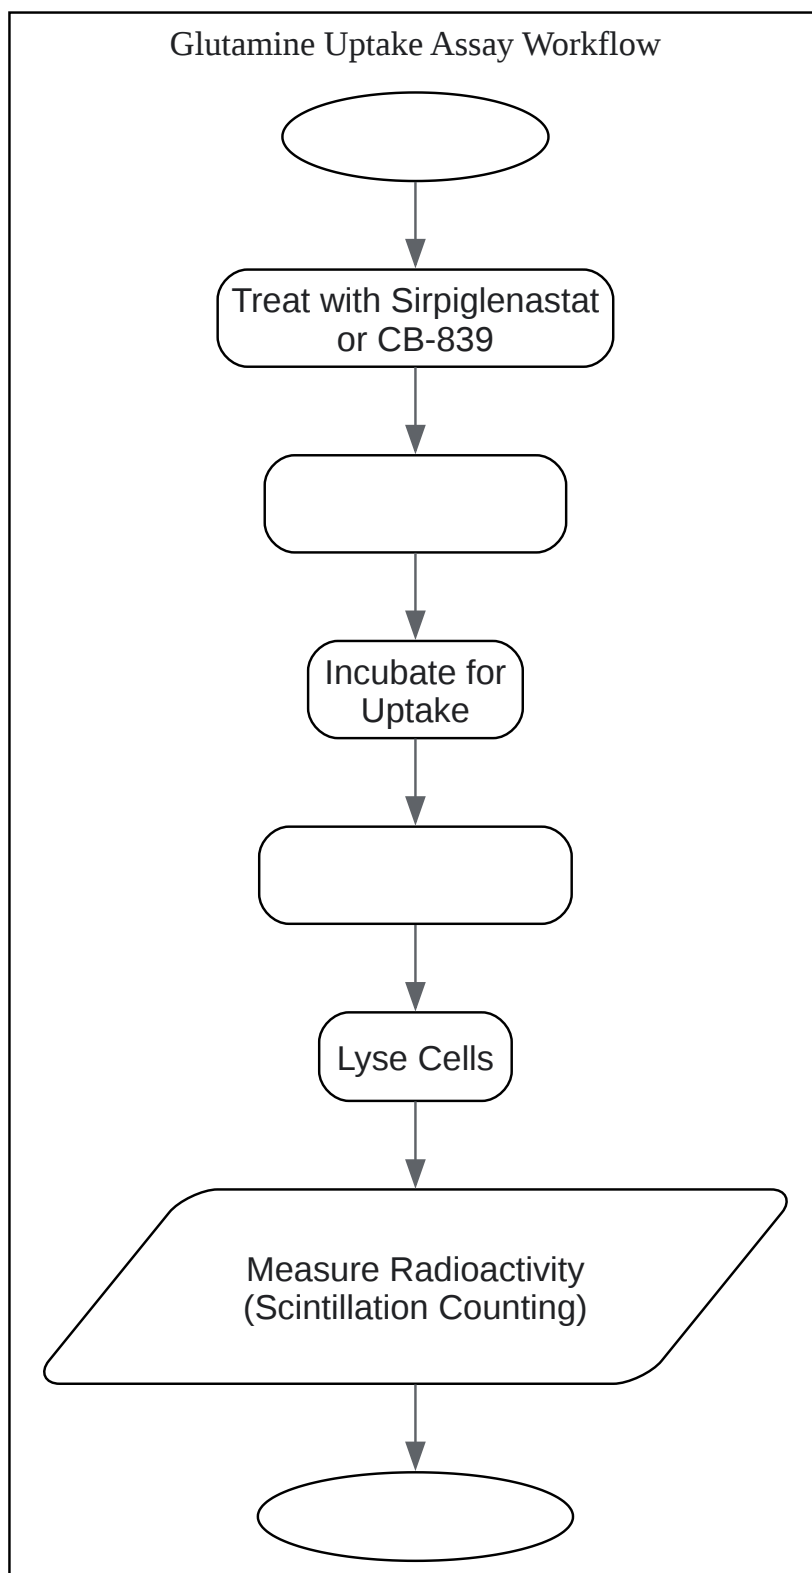 Glutamine Uptake Assay Workflow
Treat with Sirpiglenastat
or CB-839
Incubate for
Uptake
Lyse Cells
Measure Radioactivity
(Scintillation Counting)